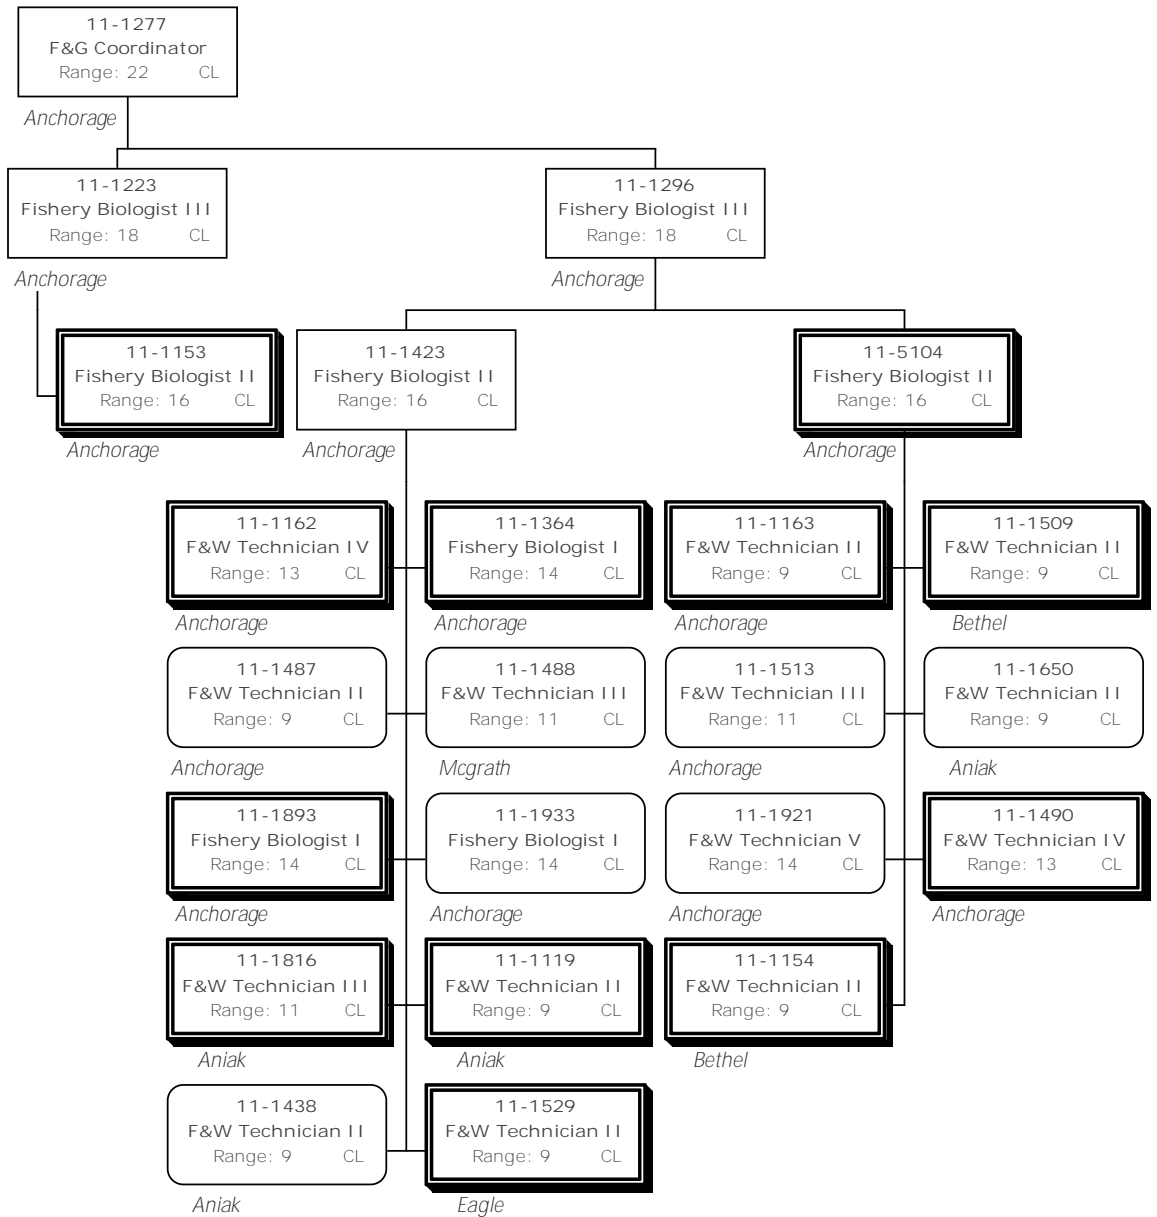 11-1277
F&G Coordinator
Range: 22 CL
Anchorage
11-1223
Fishery Biologist III
Range: 18 CL
Anchorage
11-1296
Fishery Biologist III
Range: 18 CL
Anchorage
11-1153
Fishery Biologist II
Range: 16 CL
Anchorage
11-1423
Fishery Biologist II
Range: 16 CL
Anchorage
11-5104
Fishery Biologist II
Range: 16 CL
Anchorage
11-1162
F&W Technician IV
Range: 13 CL
Anchorage
11-1364
Fishery Biologist I
Range: 14 CL
Anchorage
11-1163
F&W Technician II
Range: 9 CL
Anchorage
11-1509
F&W Technician II
Range: 9 CL
Bethel
11-1487
F&W Technician II
Range: 9 CL
Anchorage
11-1488
F&W Technician III
Range: 11 CL
Mcgrath
11-1513
F&W Technician III
Range: 11 CL
Anchorage
11-1650
F&W Technician II
Range: 9 CL
Aniak
11-1893
Fishery Biologist I
Range: 14 CL
Anchorage
11-1933
Fishery Biologist I
Range: 14 CL
Anchorage
11-1921
F&W Technician V
Range: 14 CL
Anchorage
11-1490
F&W Technician IV
Range: 13 CL
Anchorage
11-1816
F&W Technician III
Range: 11 CL
Aniak
11-1119
F&W Technician II
Range: 9 CL
Aniak
11-1154
F&W Technician II
Range: 9 CL
Bethel
11-1438
F&W Technician II
Range: 9 CL
Aniak
11-1529
F&W Technician II
Range: 9 CL
Eagle